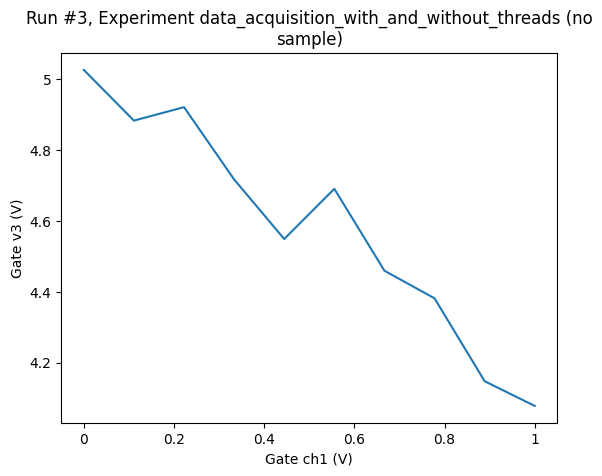 Run #3, Experiment data_acquisition_with_and_without_threads (no
sample)
5
4.8
4.6
4.4
4.2
Gate v3 (V)
0
0.2
0.4
0.6
0.8
1
Gate ch1 (V)